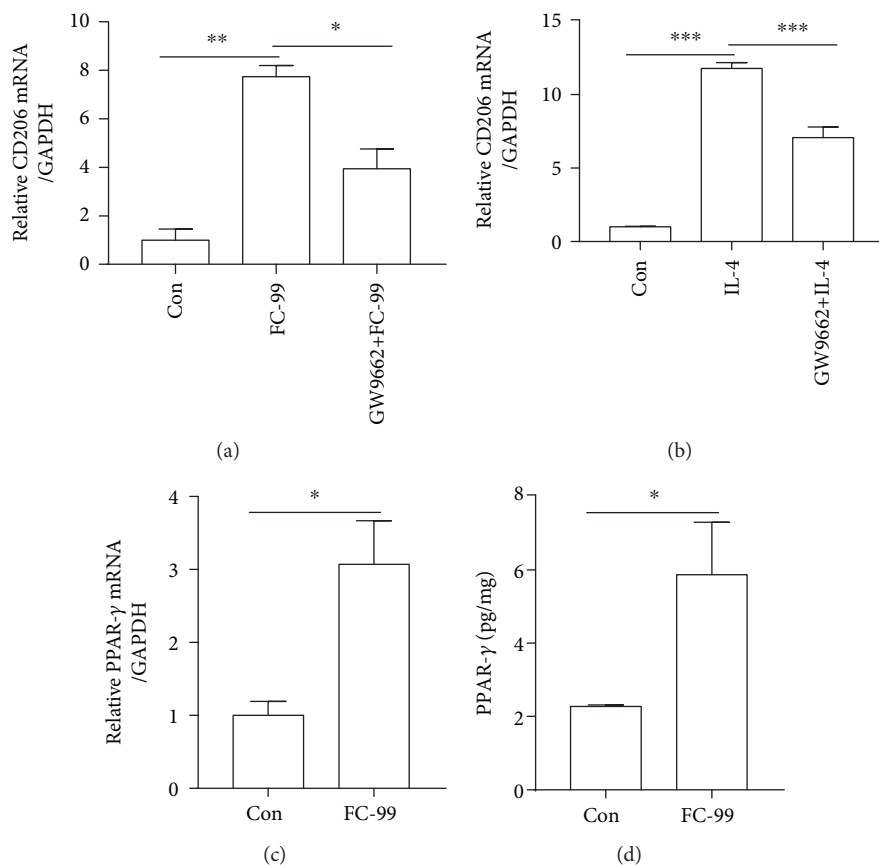 10
8
6
4
2
0
Relative CD206 mRNA
/GAPDH
**
*
Con
FC-99
GW9662+FC-99
(a)
15
10
5
0
Relative CD206 mRNA
/GAPDH
***
***
Con
IL-4
GW9662+IL-4
(b)
4
3
2
1
0
Relative PPAR-γ mRNA
/GAPDH
*
Con
FC-99
(c)
8
6
4
2
0
PPAR-γ (pg/mg)
*
Con
FC-99
(d)